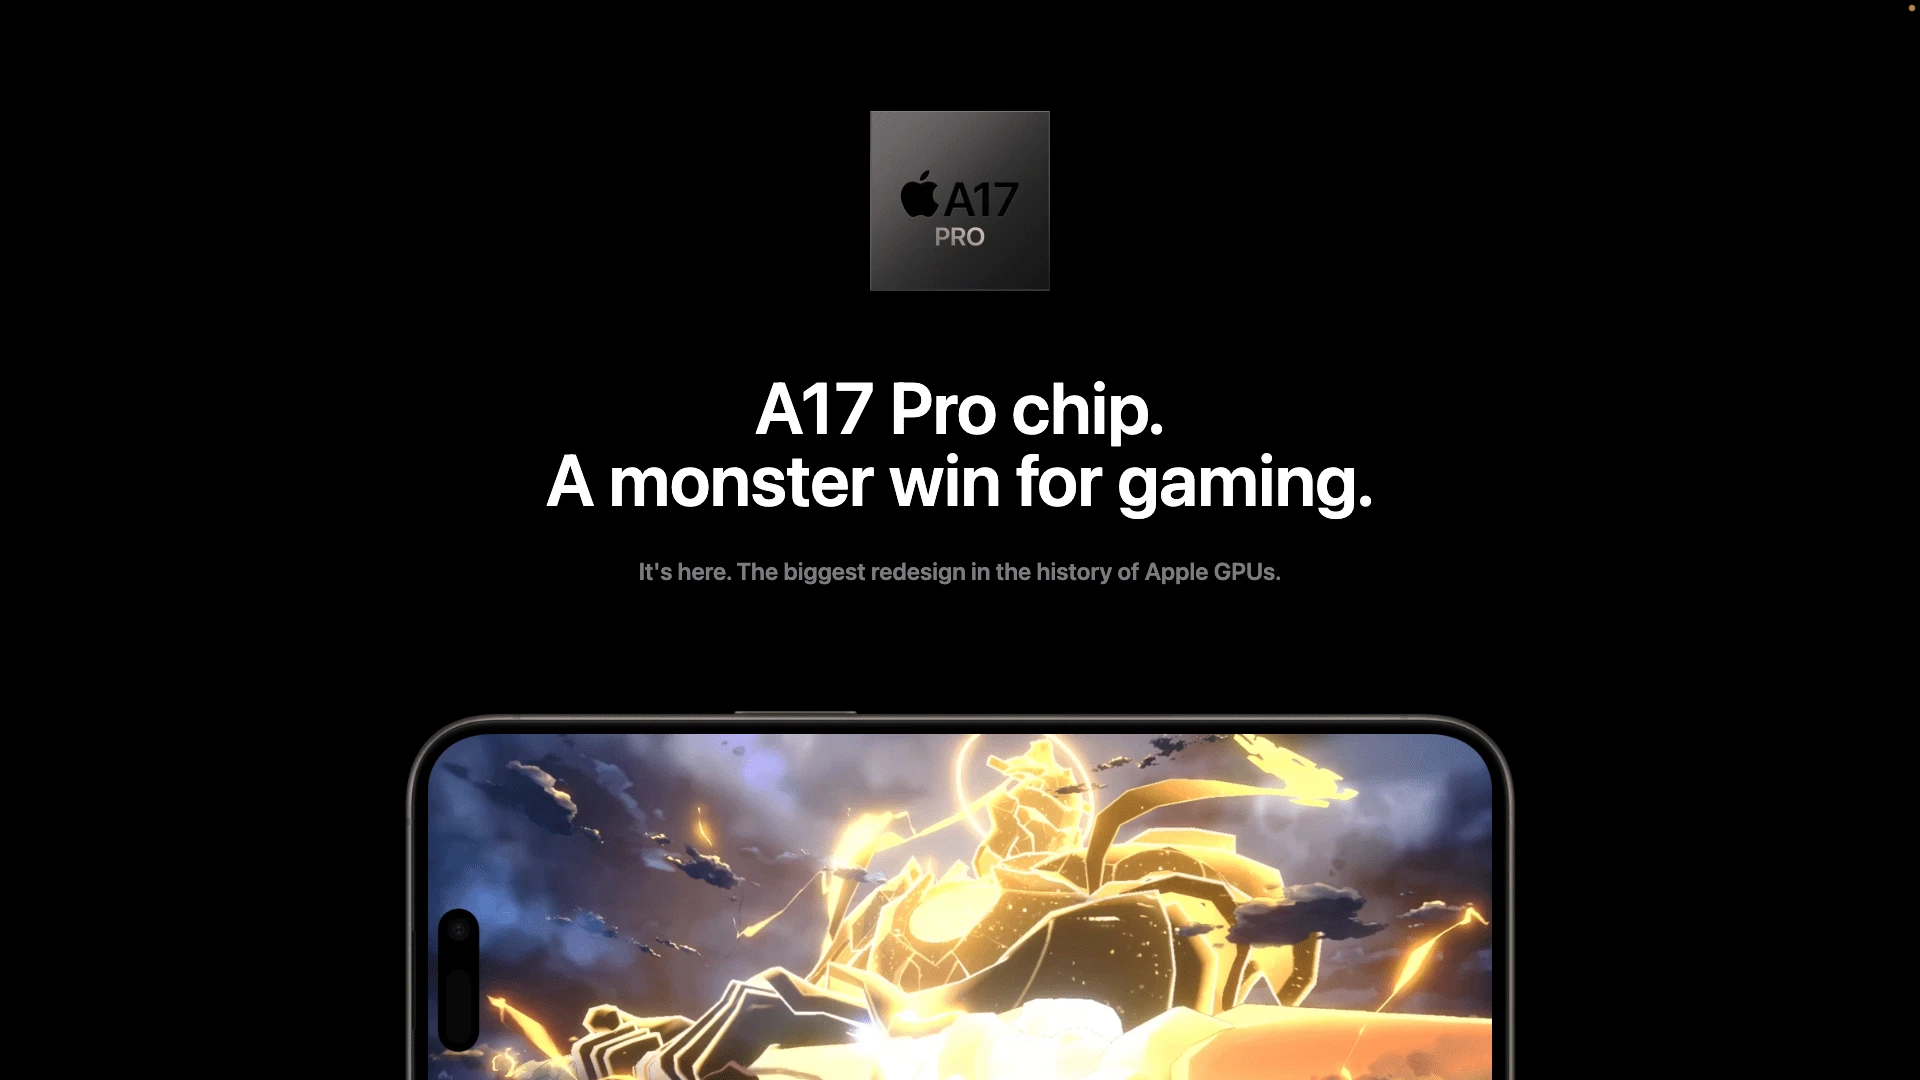 A17
PRO
A17 Pro chip.
A monster win for gaming.
It's here. The biggest redesign in the history of Apple GPUs.